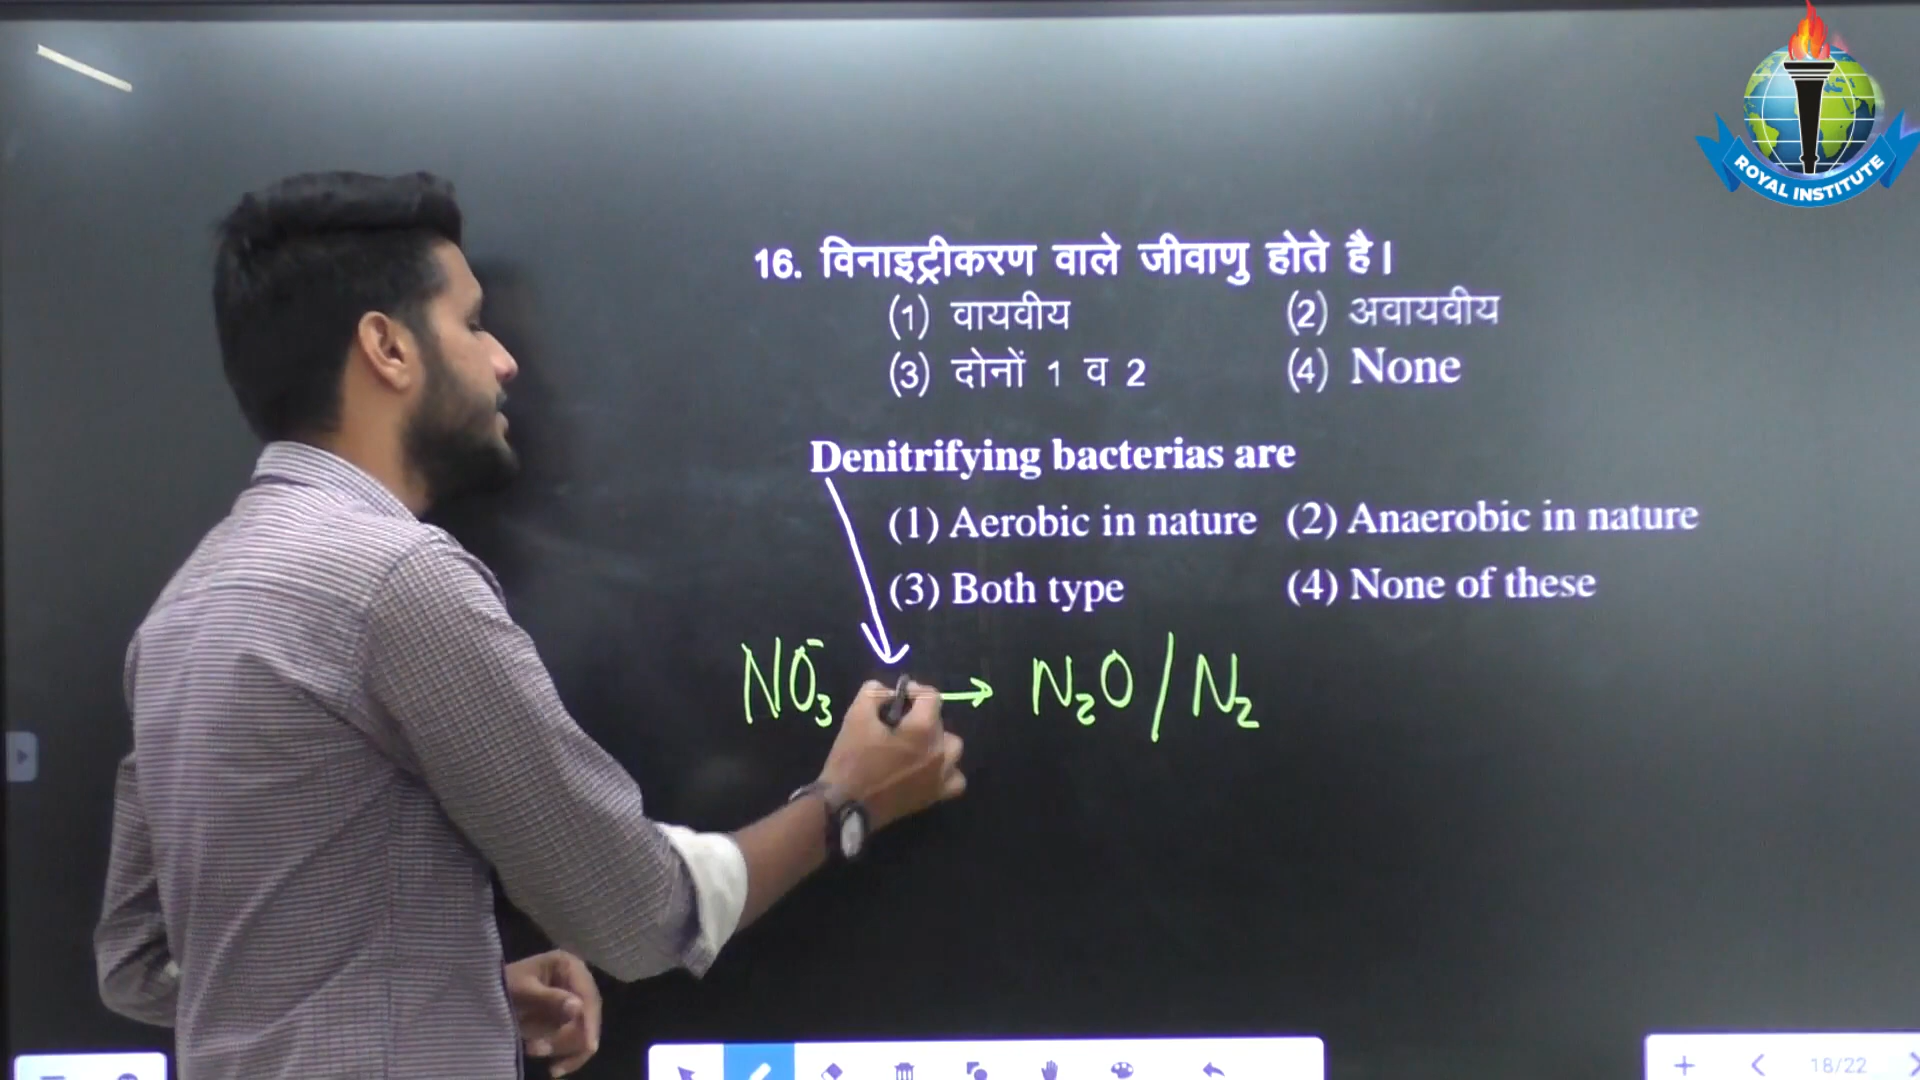 ROYAL INSTITUTE
16. विनाइट्रीकरण वाले जीवाणु होते है।
(1) वायवीय (2) अवायवीय
(3) दोनों 1 व 2 (4) None
Denitrifying bacterias are
(1) Aerobic in nature (2) Anaerobic in nature
(3) Both type (4) None of these
NO₃⁻ → N₂O / N₂
18/22